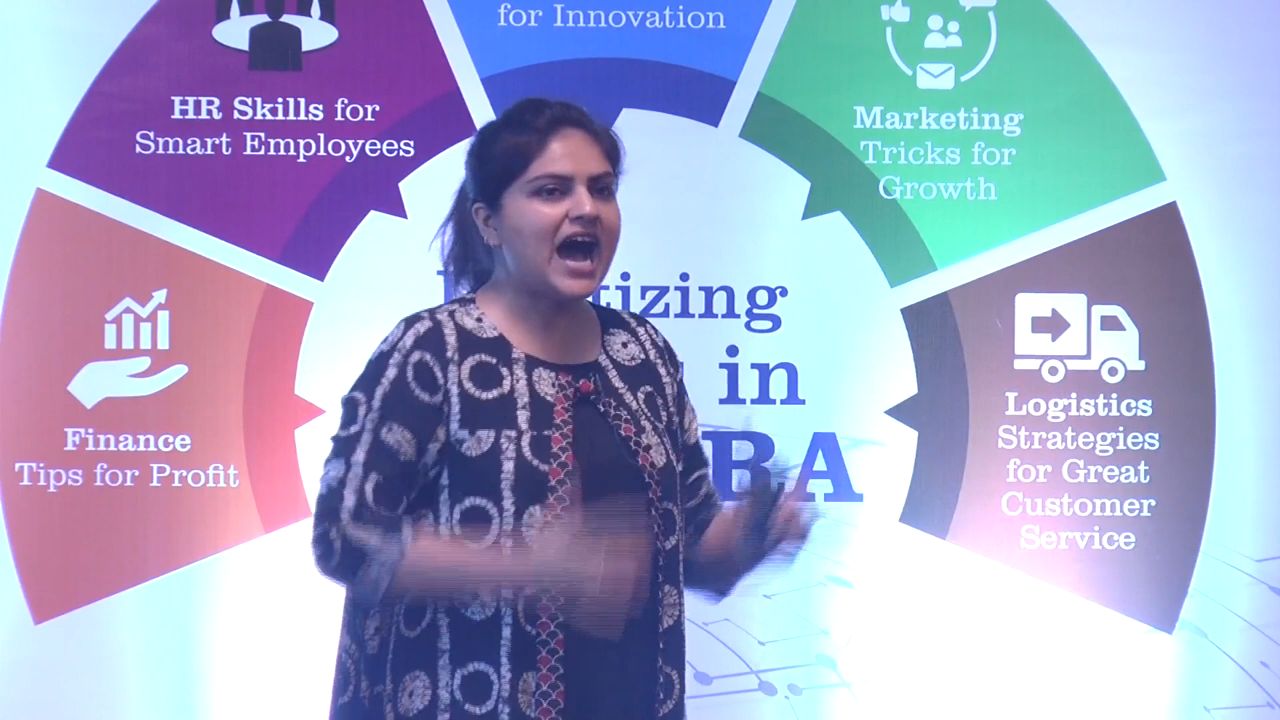 for Innovation
HR Skills for
Smart Employees
Marketing
Tricks for
Growth
Finance
Tips for Profit
tizing
in
BA
Logistics
Strategies
for Great
Customer
Service